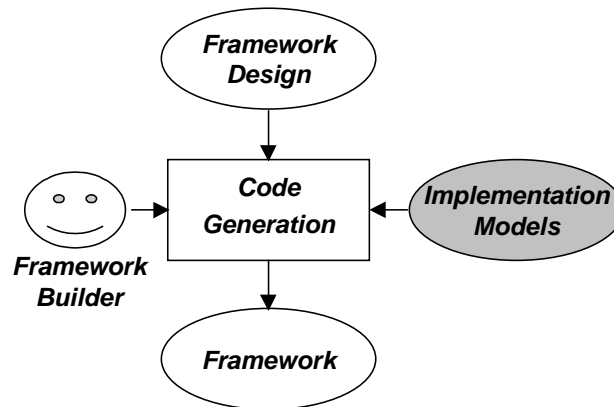 Framework
Design
Code
Generation
Implementation
Models
Framework
Builder
Framework